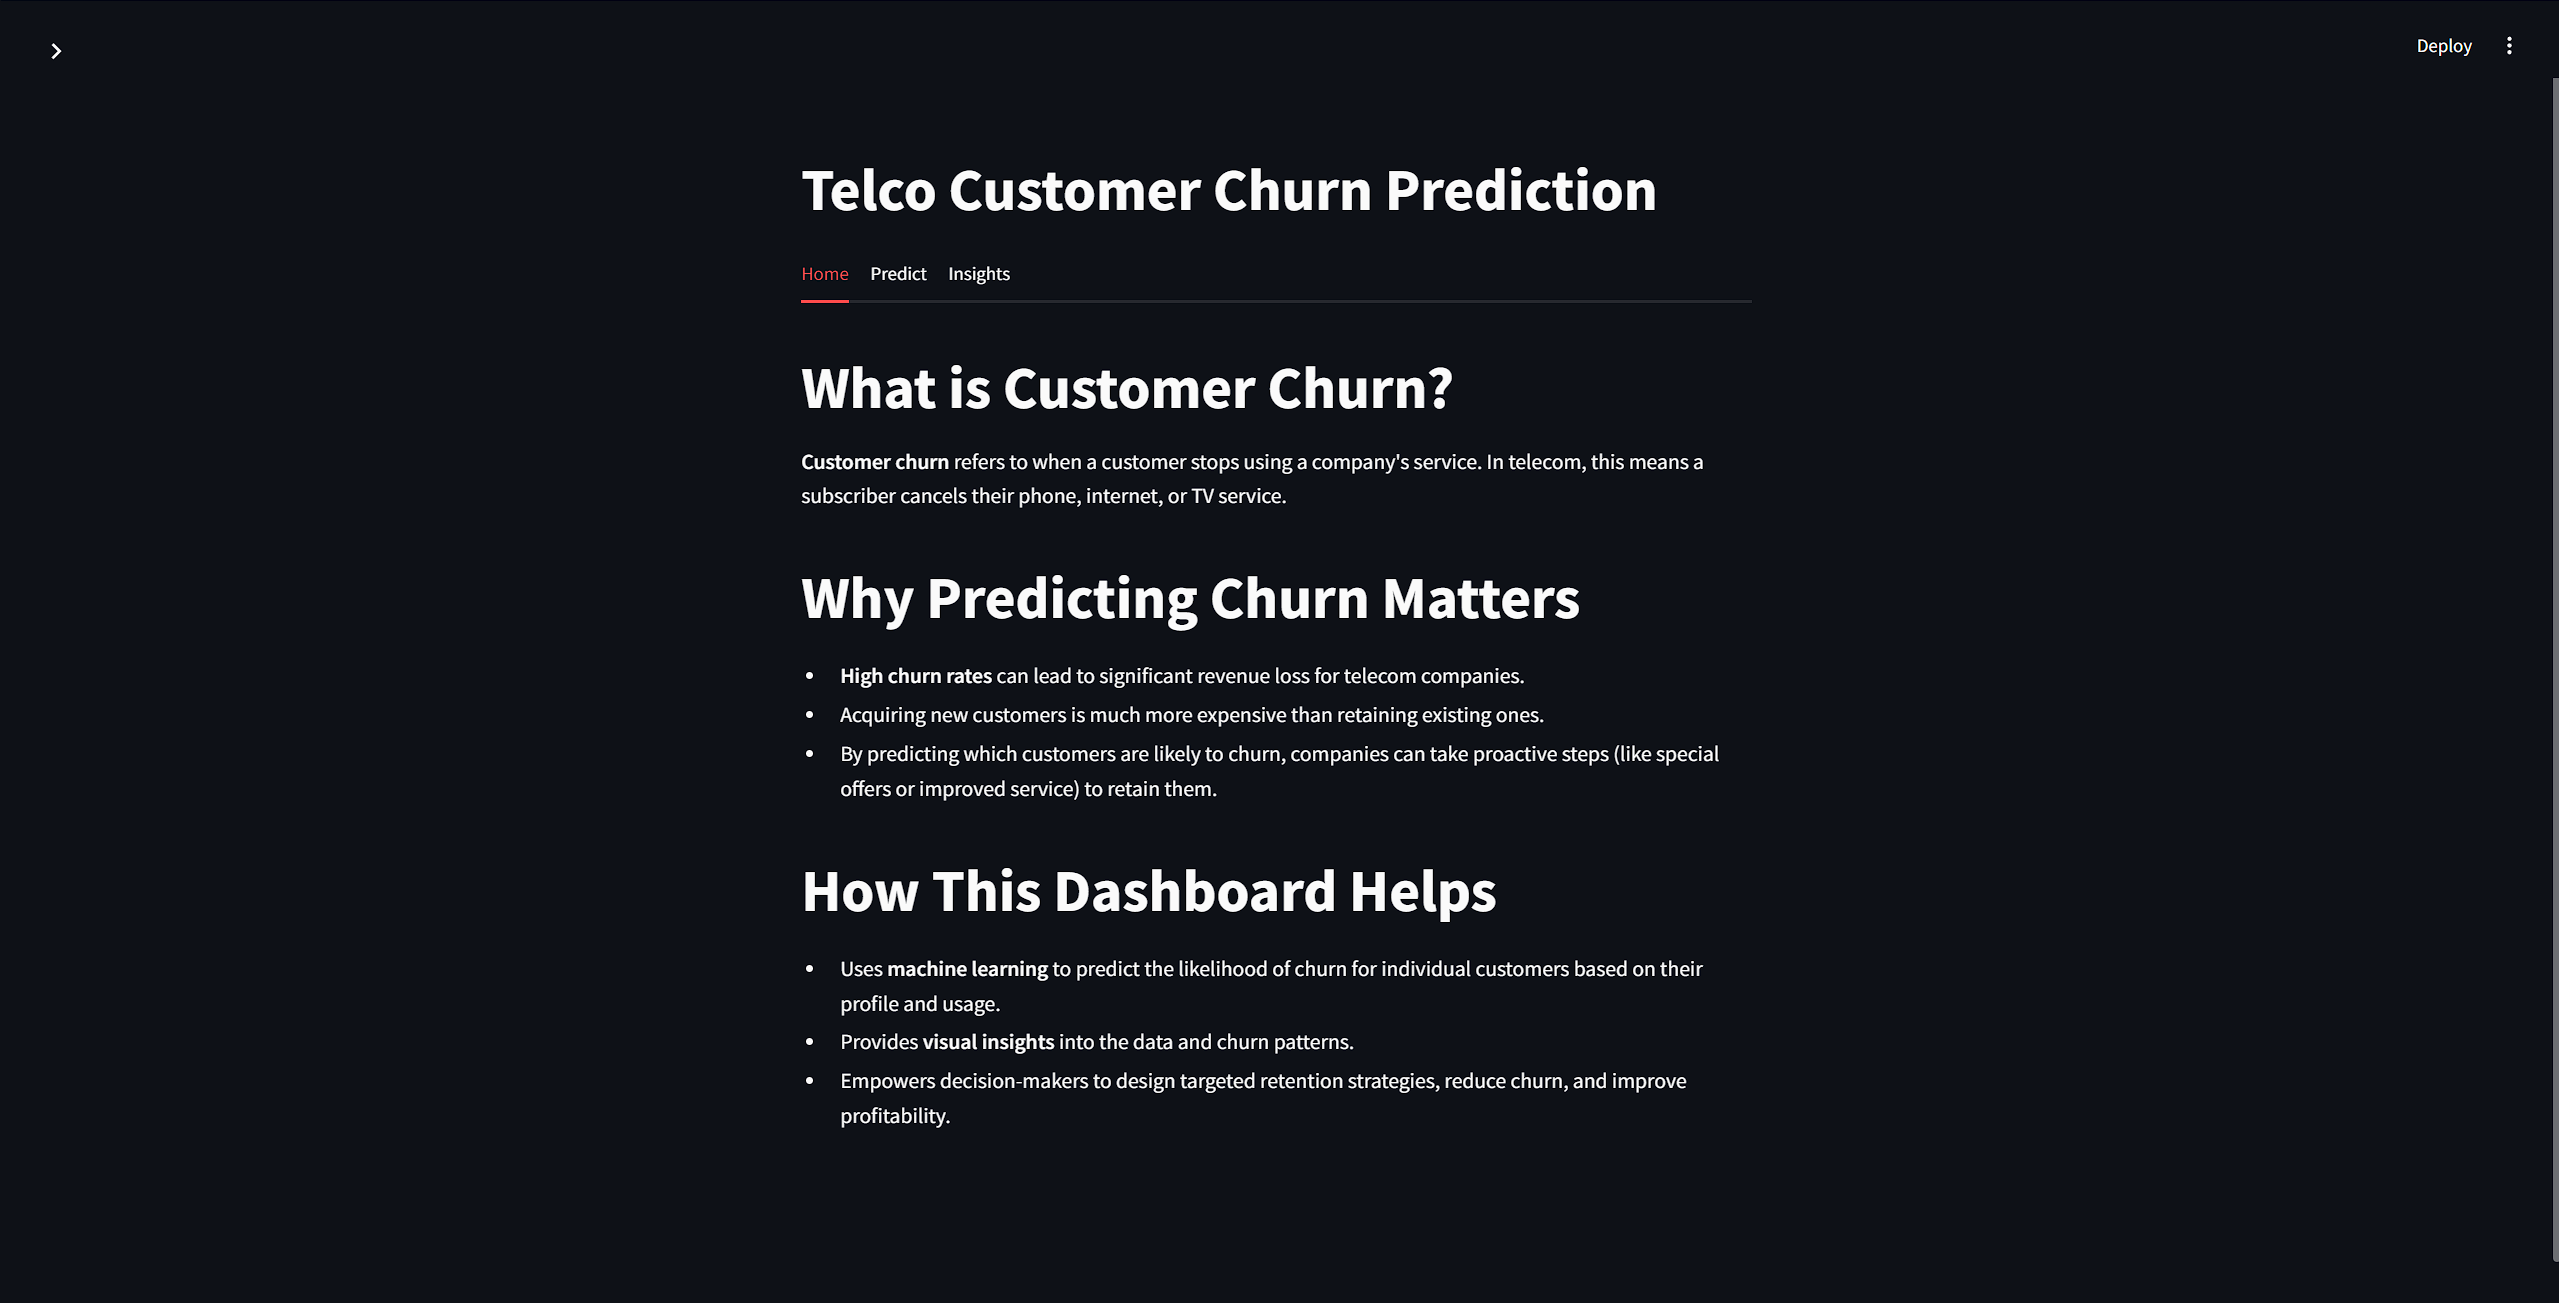 Deploy
Telco Customer Churn Prediction
Home Predict Insights
What is Customer Churn?
Customer churn refers to when a customer stops using a company's service. In telecom, this means a
subscriber cancels their phone, internet, or TV service.
Why Predicting Churn Matters
• High churn rates can lead to significant revenue loss for telecom companies.
• Acquiring new customers is much more expensive than retaining existing ones.
• By predicting which customers are likely to churn, companies can take proactive steps (like special
offers or improved service) to retain them.
How This Dashboard Helps
• Uses machine learning to predict the likelihood of churn for individual customers based on their
profile and usage.
• Provides visual insights into the data and churn patterns.
• Empowers decision-makers to design targeted retention strategies, reduce churn, and improve
profitability.